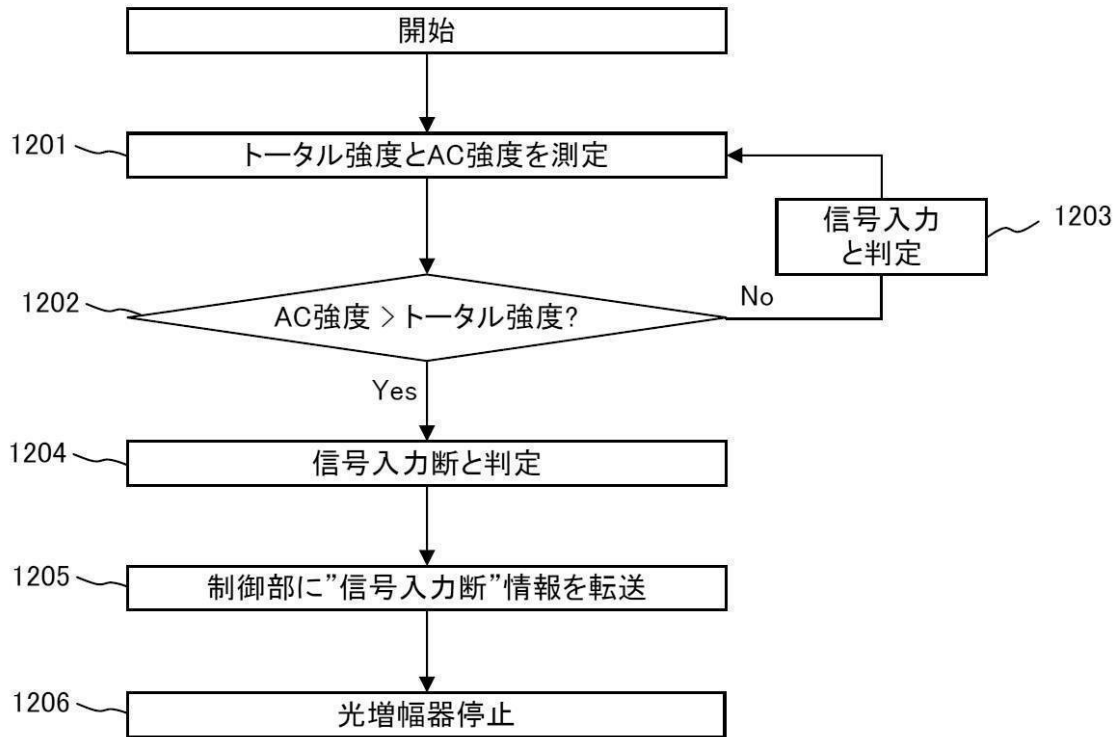 開始
1201
トータル強度とAC強度を測定
信号入力
と判定
1203
1202
AC強度 > トータル強度?
No
Yes
1204
信号入力断と判定
1205
制御部に”信号入力断”情報を転送
1206
光増幅器停止